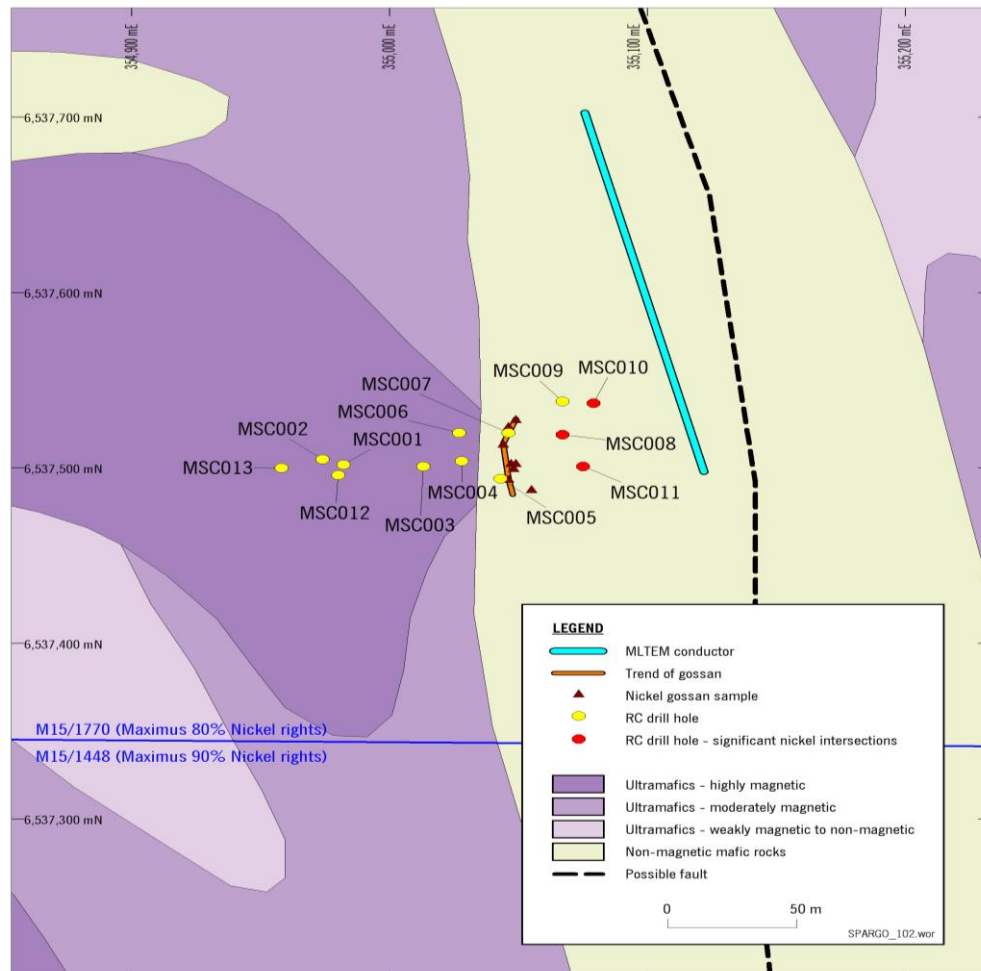 354,900 mE
355,000 mE
355,100 mE
355,200 mE
6,537,700 mN
6,537,600 mN
MSC009
MSC010
MSC007
MSC006
MSC002
MSC001
MSC008
MSC013
6,537,500 mN
MSC011
MSC012
MSC003
MSC004
MSC005
6,537,400 mN
M15/1770 (Maximus 80% Nickel rights)
M15/1448 (Maximus 90% Nickel rights)
6,537,300 mN
LEGEND
MLTEM conductor
Trend of gossan
Nickel gossan sample
RC drill hole
RC drill hole - significant nickel intersections
Ultramafics - highly magnetic
Ultramafics - moderately magnetic
Ultramafics - weakly magnetic to non-magnetic
Non-magnetic mafic rocks
Possible fault
0 50 m
SPARGO_102.wor